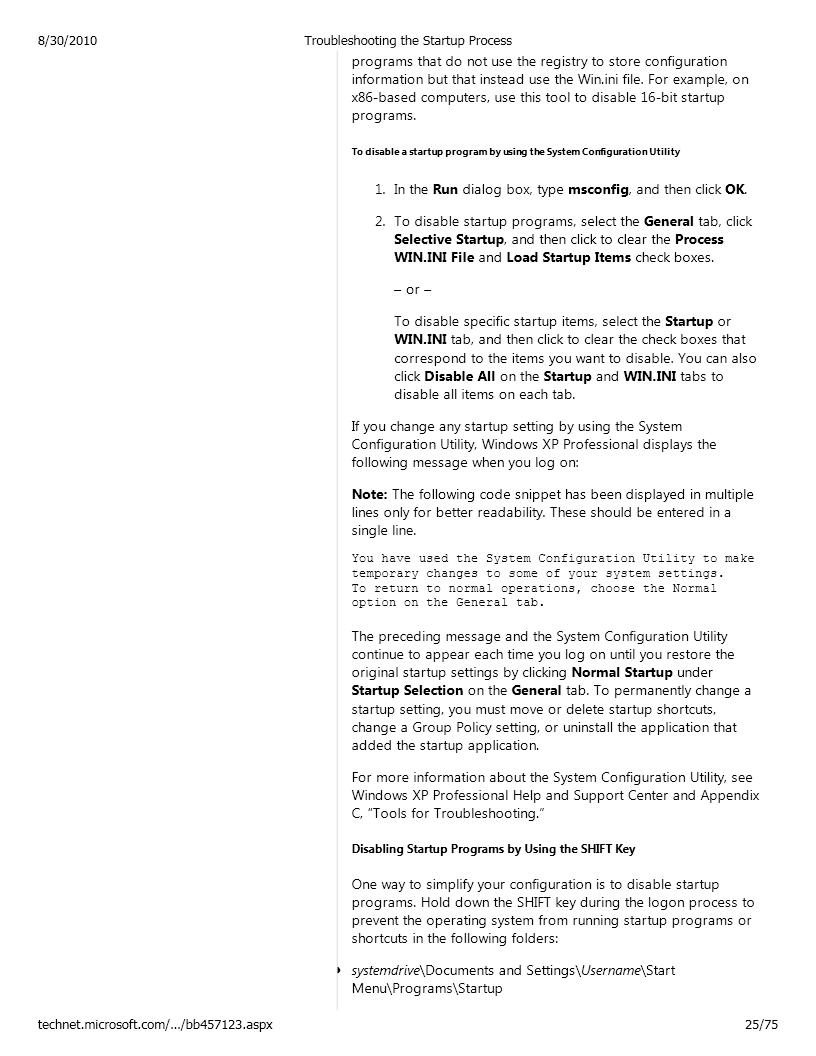 8/30/2010
Troubleshooting the Startup Process
programs that do not use the registry to store configuration
information but that instead use the Win.ini file. For example, on
x86-based computers, use this tool to disable 16-bit startup
programs.
To disable a startup program by using the System Configuration Utility
1. In the Run dialog box, type msconfig, and then click OK.
2. To disable startup programs, select the General tab, click
Selective Startup, and then click to clear the Process
WIN.INI File and Load Startup Items check boxes.
– or –
To disable specific startup items, select the Startup or
WIN.INI tab, and then click to clear the check boxes that
correspond to the items you want to disable. You can also
click Disable All on the Startup and WIN.INI tabs to
disable all items on each tab.
If you change any startup setting by using the System
Configuration Utility, Windows XP Professional displays the
following message when you log on:
Note: The following code snippet has been displayed in multiple
lines only for better readability. These should be entered in a
single line.
You have used the System Configuration Utility to make
temporary changes to some of your system settings.
To return to normal operations, choose the Normal
option on the General tab.
The preceding message and the System Configuration Utility
continue to appear each time you log on until you restore the
original startup settings by clicking Normal Startup under
Startup Selection on the General tab. To permanently change a
startup setting, you must move or delete startup shortcuts,
change a Group Policy setting, or uninstall the application that
added the startup application.
For more information about the System Configuration Utility, see
Windows XP Professional Help and Support Center and Appendix
C, "Tools for Troubleshooting."
Disabling Startup Programs by Using the SHIFT Key
One way to simplify your configuration is to disable startup
programs. Hold down the SHIFT key during the logon process to
prevent the operating system from running startup programs or
shortcuts in the following folders:
systemdrive\Documents and Settings\Username\Start
Menu\Programs\Startup
technet.microsoft.com/.../bb457123.aspx
25/75